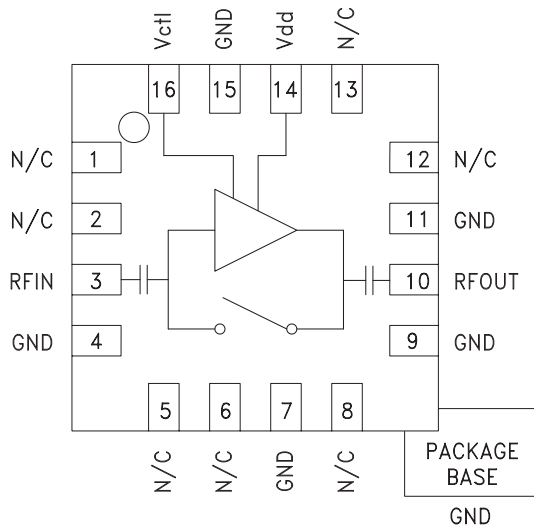 Vctl GND Vdd N/C
16 15 14 13
N/C 1 12 N/C
N/C 2 11 GND
RFIN 3 10 RFOUT
GND 4 9 GND
5 6 7 8
N/C N/C GND N/C
PACKAGE
BASE
GND